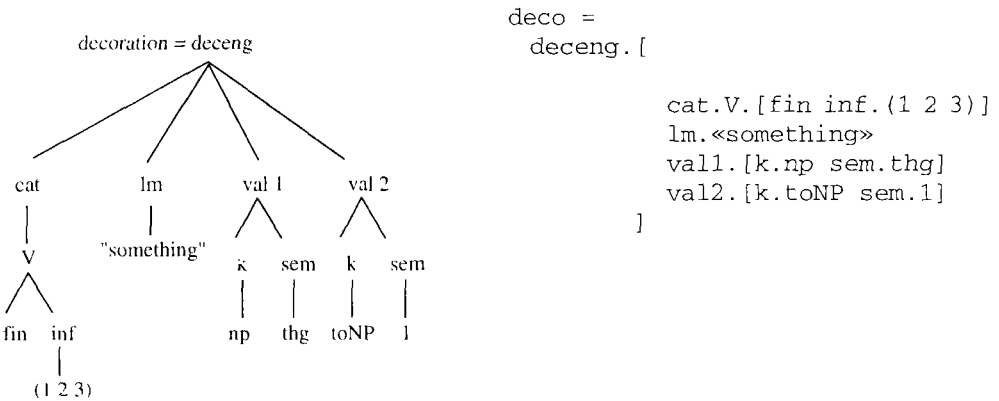 decoration = deceng
cat lm val 1 val 2
V "something" k sem k sem
fin inf np thg toNP 1
(1 2 3)
deco =
deceng.[
cat.V.[fin inf.(1 2 3)]
lm.«something»
val1.[k.np sem.thg]
val2.[k.toNP sem.1]
]